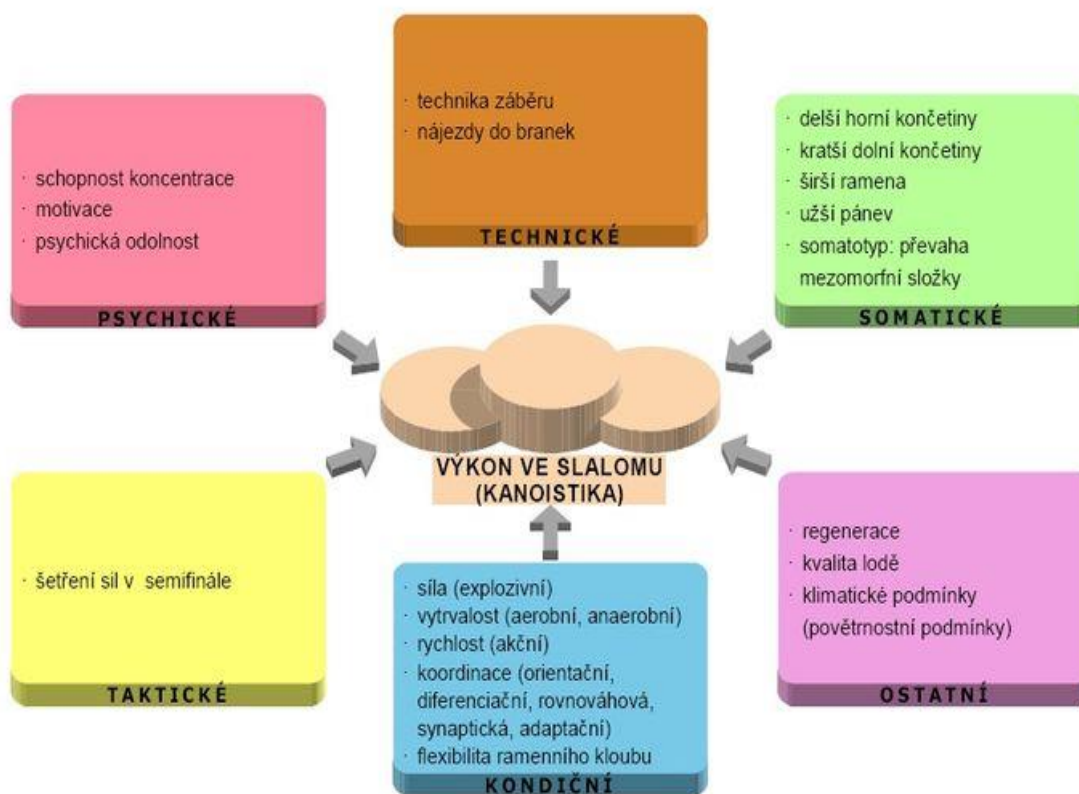 · technika záběru
· nájezdy do branek
TECHNICKÉ
· schopnost koncentrace
· motivace
· psychická odolnost
PSYCHICKÉ
· delší horní končetiny
· kratší dolní končetiny
· širší ramena
· užší pánev
· somatotyp: převaha
mezomorfní složky
SOMATICKÉ
VÝKON VE SLALOMU
(KANOISTIKA)
· šetření sil v semifinále
TAKTICKÉ
· síla (explozivní)
· vytrvalost (aerobní, anaerobní)
· rychlost (akční)
· koordinace (orientační,
diferenciační, rovnováhová,
synaptická, adaptační)
· flexibilita ramenního kloubu
KONDIČNÍ
· regenerace
· kvalita lodě
· klimatické podmínky
(povětrnostní podmínky)
OSTATNÍ